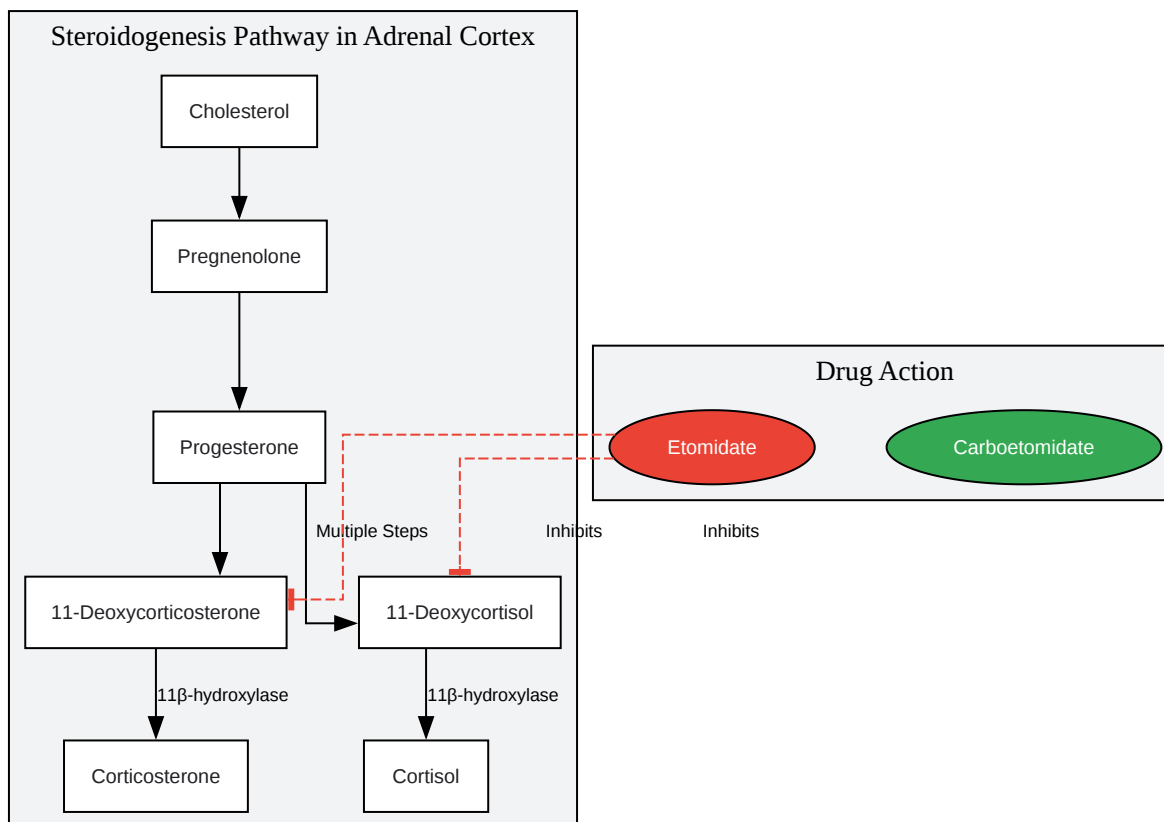 Steroidogenesis Pathway in Adrenal Cortex
Cholesterol
Pregnenolone
Progesterone
Multiple Steps
11-Deoxycorticosterone
11-Deoxycortisol
11β-hydroxylase
11β-hydroxylase
Corticosterone
Cortisol
Drug Action
Etomidate
Carboetomidate
Inhibits
Inhibits